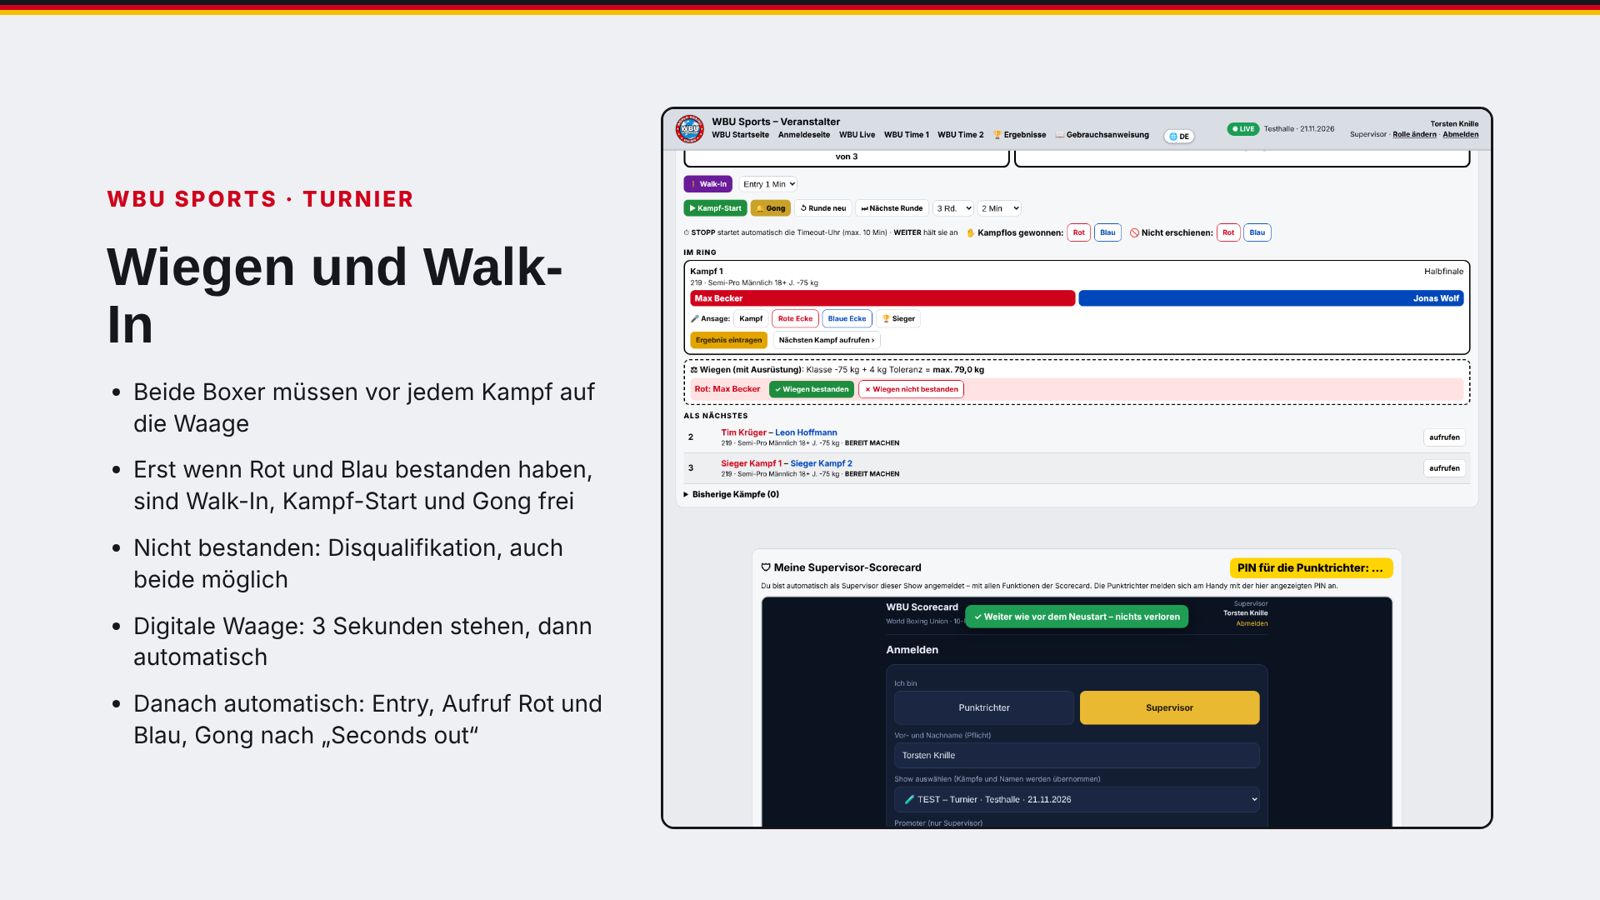 WBU SPORTS · TURNIER
Wiegen und Walk-
In
• Beide Boxer müssen vor jedem Kampf auf
die Waage
• Erst wenn Rot und Blau bestanden haben,
sind Walk-In, Kampf-Start und Gong frei
• Nicht bestanden: Disqualifikation, auch
beide möglich
• Digitale Waage: 3 Sekunden stehen, dann
automatisch
• Danach automatisch: Entry, Aufruf Rot und
Blau, Gong nach „Seconds out“
WBU
WBU Sports – Veranstalter
WBU Startseite Anmeldeseite WBU Live WBU Time 1 WBU Time 2 🏆 Ergebnisse 📖 Gebrauchsanweisung 🌐 DE
● LIVE Testhalle · 21.11.2026
Torsten Knille
Supervisor · Rolle ändern · Abmelden
von 3
🚶 Walk-In Entry 1 Min
▶ Kampf-Start 🔔 Gong ↺ Runde neu ⏭ Nächste Runde 3 Rd. 2 Min
⏱ STOPP startet automatisch die Timeout-Uhr (max. 10 Min) · WEITER hält sie an ✋ Kampflos gewonnen: Rot Blau 🚫 Nicht erschienen: Rot Blau
IM RING
Kampf 1 Halbfinale
219 · Semi-Pro Männlich 18+ J. -75 kg
Max Becker Jonas Wolf
🎤 Ansage: Kampf Rote Ecke Blaue Ecke 🏆 Sieger
Ergebnis eintragen Nächsten Kampf aufrufen ›
⚖ Wiegen (mit Ausrüstung): Klasse -75 kg + 4 kg Toleranz = max. 79,0 kg
Rot: Max Becker ✓ Wiegen bestanden ✕ Wiegen nicht bestanden
ALS NÄCHSTES
2 Tim Krüger – Leon Hoffmann aufrufen
219 · Semi-Pro Männlich 18+ J. -75 kg · BEREIT MACHEN
3 Sieger Kampf 1 – Sieger Kampf 2 aufrufen
219 · Semi-Pro Männlich 18+ J. -75 kg · BEREIT MACHEN
▶ Bisherige Kämpfe (0)
🛡 Meine Supervisor-Scorecard PIN für die Punktrichter: …
Du bist automatisch als Supervisor dieser Show angemeldet – mit allen Funktionen der Scorecard. Die Punktrichter melden sich am Handy mit der hier angezeigten PIN an.
WBU Scorecard
World Boxing Union · 10-
✓ Weiter wie vor dem Neustart – nichts verloren
Supervisor
Torsten Knille
Abmelden
Anmelden
Ich bin
Punktrichter Supervisor
Vor- und Nachname (Pflicht)
Torsten Knille
Show auswählen (Kämpfe und Namen werden übernommen)
🧪 TEST – Turnier · Testhalle · 21.11.2026
Promoter (nur Supervisor)